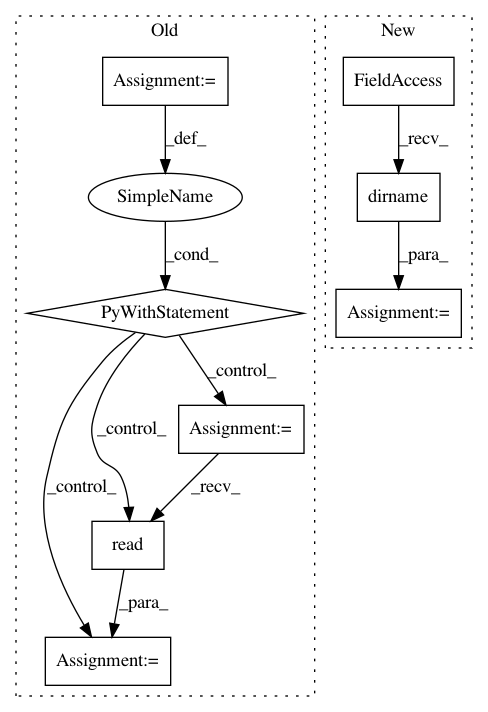 Old
New
Assignment:=
FieldAccess
_def_
_recv_
SimpleName
dirname
_cond_
_para_
PyWithStatement
Assignment:=
_control_
_control_
Assignment:=
_control_
_recv_
read
_para_
Assignment:=